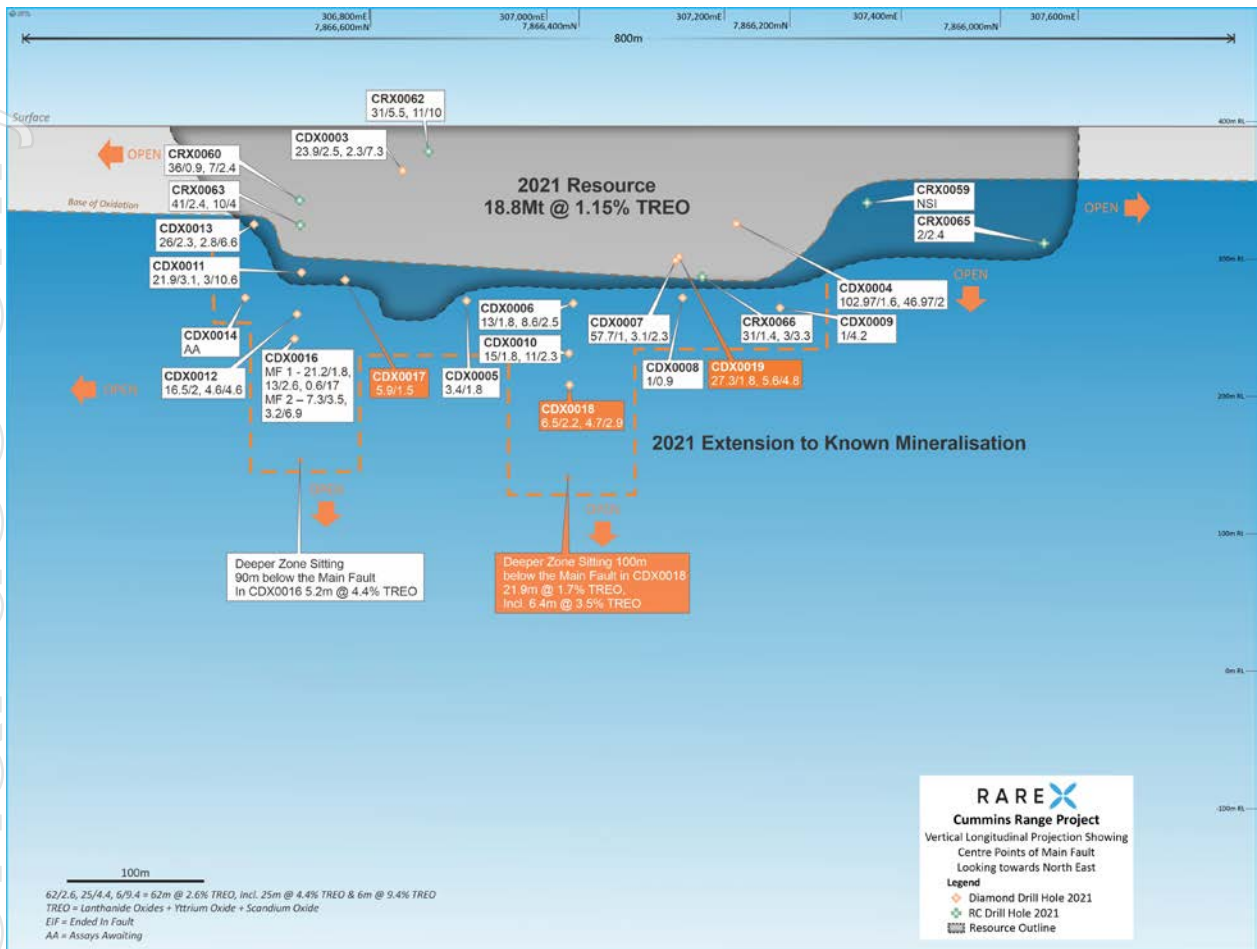 306,800mE
7,866,600mN
307,000mE
7,866,400mN
307,200mE
7,866,200mN
307,400mE
7,866,000mN
307,600mE
800m
Surface
400m RL
CRX0062
31/5.5, 11/10
CDX0003
23.9/2.5, 2.3/7.3
OPEN
CRX0060
36/0.9, 7/2.4
CRX0063
41/2.4, 10/4
2021 Resource
18.8Mt @ 1.15% TREO
CRX0059
NSI
Base of Oxidation
OPEN
CRX0065
2/2.4
CDX0013
26/2.3, 2.8/6.6
CDX0011
21.9/3.1, 3/10.6
300m RL
OPEN
CDX0004
102.97/1.6, 46.97/2
CDX0006
13/1.8, 8.6/2.5
CDX0007
57.7/1, 3.1/2.3
CRX0066
31/1.4, 3/3.3
CDX0009
1/4.2
CDX0014
AA
CDX0010
15/1.8, 11/2.3
CDX0016
MF 1 - 21.2/1.8,
13/2.6, 0.6/17
MF 2 – 7.3/3.5,
3.2/6.9
CDX0012
16.5/2, 4.6/4.6
CDX0017
5.9/1.5
CDX0005
3.4/1.8
CDX0008
1/0.9
CDX0019
27.3/1.8, 5.6/4.8
OPEN
200m RL
CDX0018
6.5/2.2, 4.7/2.9
2021 Extension to Known Mineralisation
OPEN
OPEN
100m RL
Deeper Zone Sitting
90m below the Main Fault
In CDX0016 5.2m @ 4.4% TREO
Deeper Zone Sitting 100m
below the Main Fault in CDX0018
21.9m @ 1.7% TREO,
Incl. 6.4m @ 3.5% TREO
0m RL
-100m RL
RAREX
Cummins Range Project
Vertical Longitudinal Projection Showing
Centre Points of Main Fault
Looking towards North East
Legend
Diamond Drill Hole 2021
RC Drill Hole 2021
Resource Outline
100m
62/2.6, 25/4.4, 6/9.4 = 62m @ 2.6% TREO, incl. 25m @ 4.4% TREO & 6m @ 9.4% TREO
TREO = Lanthanide Oxides + Yttrium Oxide + Scandium Oxide
EIF = Ended In Fault
AA = Assays Awaiting